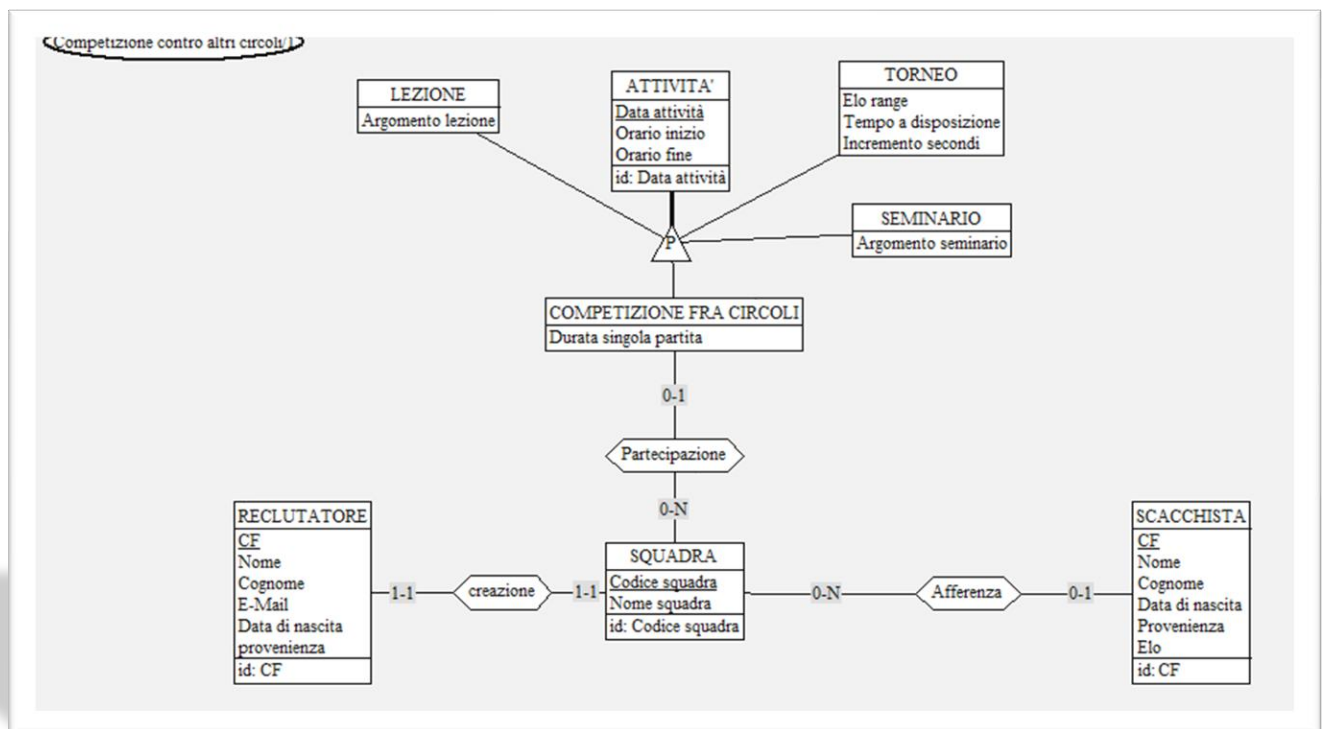 Competizione contro altri circoli/1
LEZIONE
Argomento lezione
ATTIVITA'
Data attività
Orario inizio
Orario fine
id: Data attività
TORNEO
Elo range
Tempo a disposizione
Incremento secondi
SEMINARIO
Argomento seminario
P
COMPETIZIONE FRA CIRCOLI
Durata singola partita
0-1
Partecipazione
0-N
RECLUTATORE
CF
Nome
Cognome
E-Mail
Data di nascita
provenienza
id: CF
1-1
creazione
1-1
SQUADRA
Codice squadra
Nome squadra
id: Codice squadra
0-N
Afferenza
0-1
SCACCHISTA
CF
Nome
Cognome
Data di nascita
Provenienza
Elo
id: CF